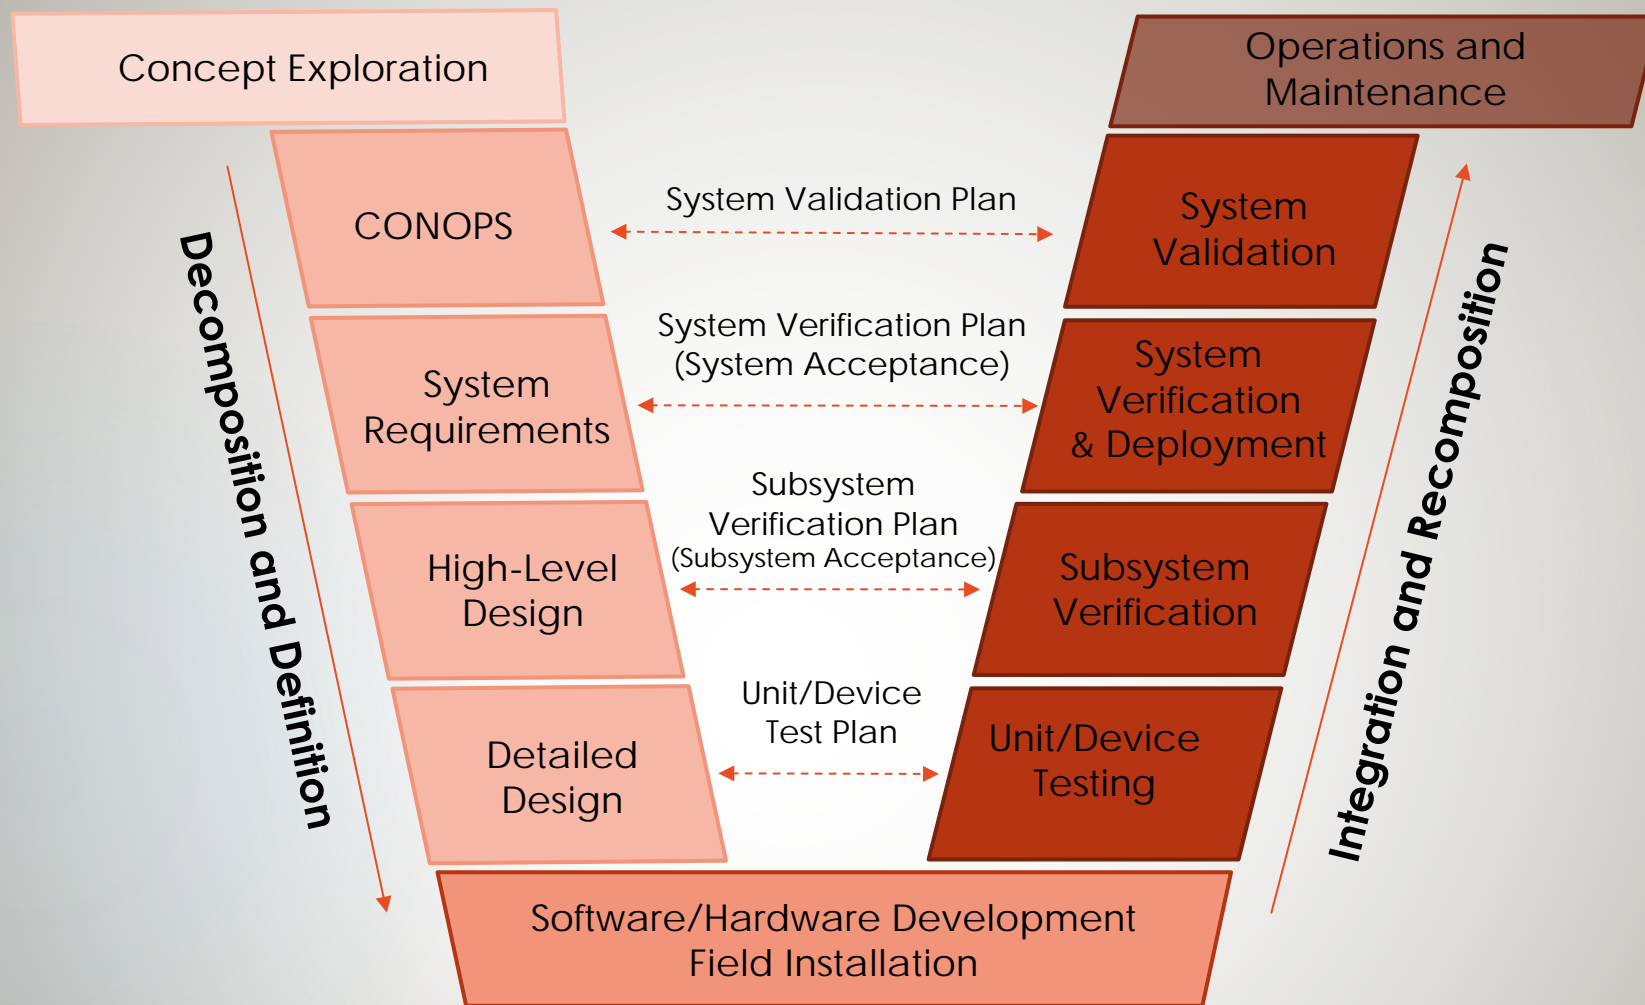 Concept Exploration
Operations and
Maintenance
CONOPS
System Validation Plan
System
Validation
System
Requirements
System Verification Plan
(System Acceptance)
System
Verification
& Deployment
High-Level
Design
Subsystem
Verification Plan
(Subsystem Acceptance)
Subsystem
Verification
Detailed
Design
Unit/Device
Test Plan
Unit/Device
Testing
Software/Hardware Development
Field Installation
Decomposition and Definition
Integration and Recomposition